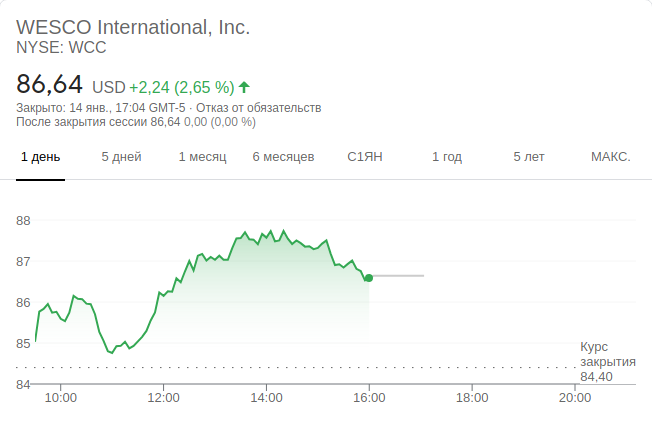 WESCO International, Inc.
NYSE: WCC
86,64 USD +2,24 (2,65 %)
Закрыто: 14 янв., 17:04 GMT-5 · Отказ от обязательств
После закрытия сессии 86,64 0,00 (0,00 %)
1 день 5 дней 1 месяц 6 месяцев С1ЯН 1 год 5 лет МАКС.
88
87
86
85
84
Курс
закрытия
84,40
10:00 12:00 14:00 16:00 18:00 20:00